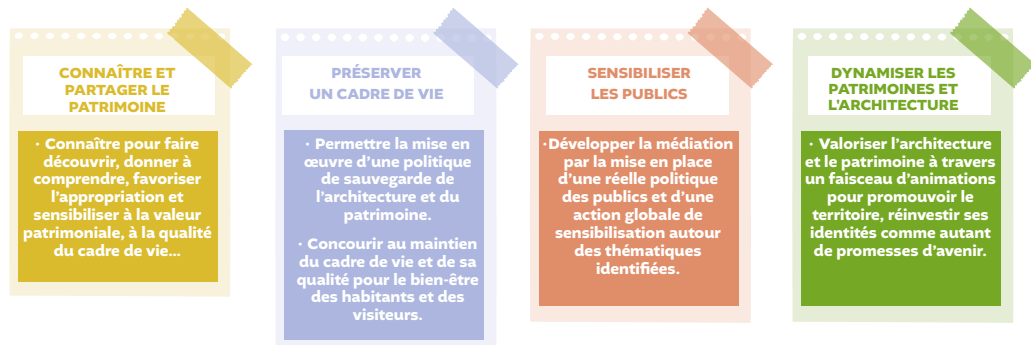 CONNAÎTRE ET
PARTAGER LE
PATRIMOINE
· Connaître pour faire
découvrir, donner à
comprendre, favoriser
l’appropriation et
sensibiliser à la valeur
patrimoniale, à la qualité
du cadre de vie...
PRÉSERVER
UN CADRE DE VIE
· Permettre la mise en
œuvre d’une politique
de sauvegarde de
l’architecture et du
patrimoine.
· Concourir au maintien
du cadre de vie et de sa
qualité pour le bien-être
des habitants et des
visiteurs.
SENSIBILISER
LES PUBLICS
·Développer la médiation
par la mise en place
d’une réelle politique
des publics et d’une
action globale de
sensibilisation autour
des thématiques
identifiées.
DYNAMISER LES
PATRIMOINES ET
L'ARCHITECTURE
· Valoriser l’architecture
et le patrimoine à travers
un faisceau d’animations
pour promouvoir le
territoire, réinvestir ses
identités comme autant
de promesses d’avenir.